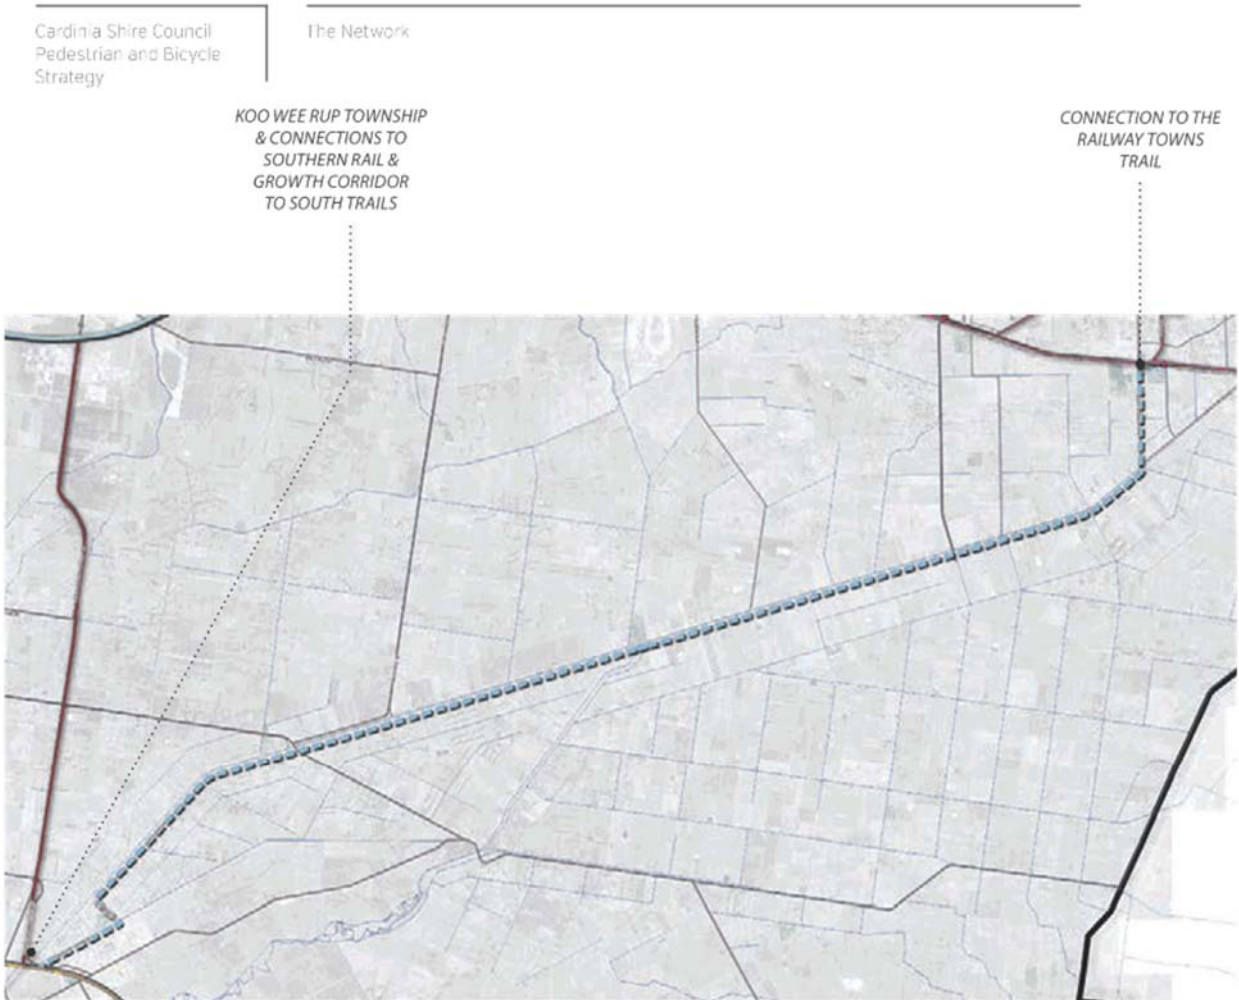 Cardinia Shire Council
Pedestrian and Bicycle
Strategy
The Network
KOO WEE RUP TOWNSHIP
& CONNECTIONS TO
SOUTHERN RAIL &
GROWTH CORRIDOR
TO SOUTH TRAILS
CONNECTION TO THE
RAILWAY TOWNS
TRAIL